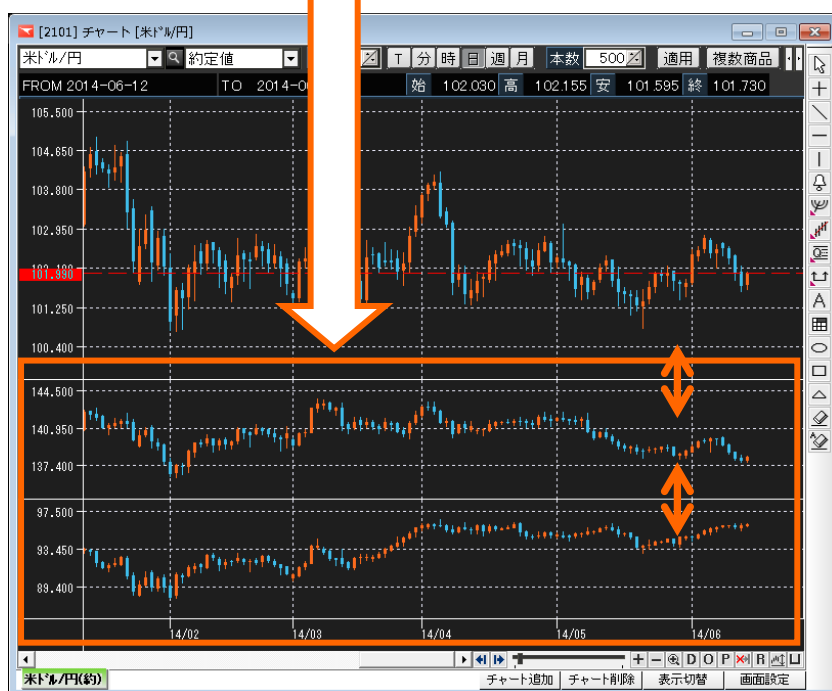 [2101] チャート [米ドル/円]
米ドル/円 約定値 T 分 時 日 週 月 本数 500 適用 複数商品
FROM 2014-06-12 TO 2014-0 始 102.030 高 102.155 安 101.595 終 101.730
105.500
104.650
103.800
102.950
101.990
101.250
100.400
144.500
140.950
137.400
97.500
93.450
89.400
14/02 14/03 14/04 14/05 14/06
D O P R
米ドル/円(約) チャート追加 チャート削除 表示切替 画面設定
A